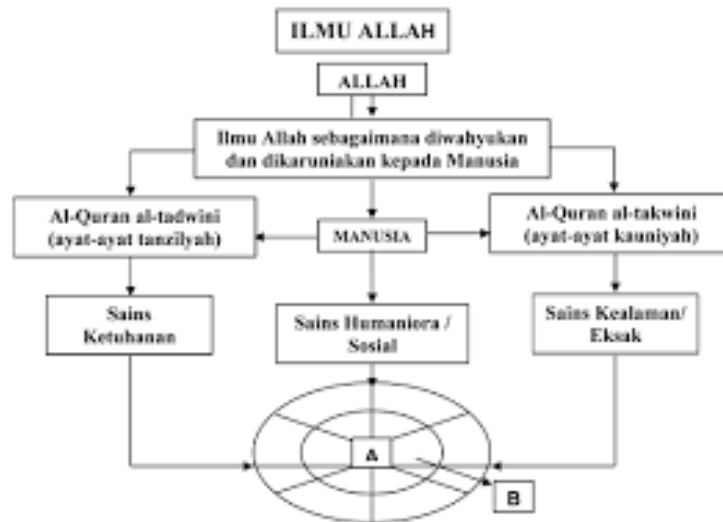 ILMU ALLAH
ALLAH
Ilmu Allah sebagaimana diwahyukan
dan dikaruniakan kepada Manusia
Al-Quran al-tadwini
(ayat-ayat tanzilyah)
MANUSIA
Al-Quran al-takwini
(ayat-ayat kauniyah)
Sains
Ketuhanan
Sains Humaniora /
Sosial
Sains Kealaman/
Eksak
A
B